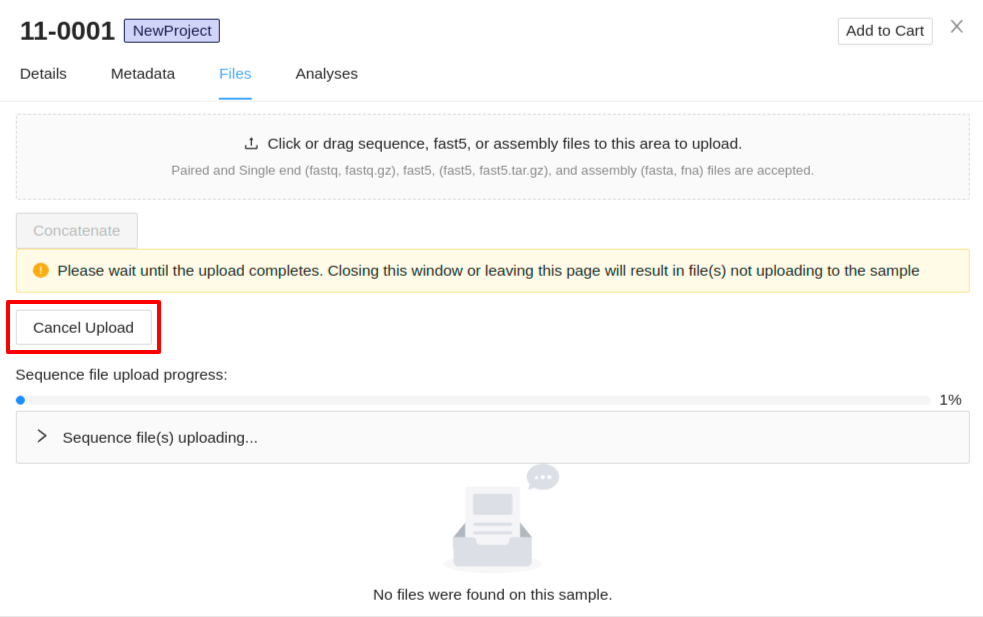 11-0001 NewProject Add to Cart
Details Metadata Files Analyses
Click or drag sequence, fast5, or assembly files to this area to upload.
Paired and Single end (fastq, fastq.gz), fast5, (fast5, fast5.tar.gz), and assembly (fasta, fna) files are accepted.
Concatenate
Please wait until the upload completes. Closing this window or leaving this page will result in file(s) not uploading to the sample
Cancel Upload
Sequence file upload progress:
1%
Sequence file(s) uploading...
No files were found on this sample.